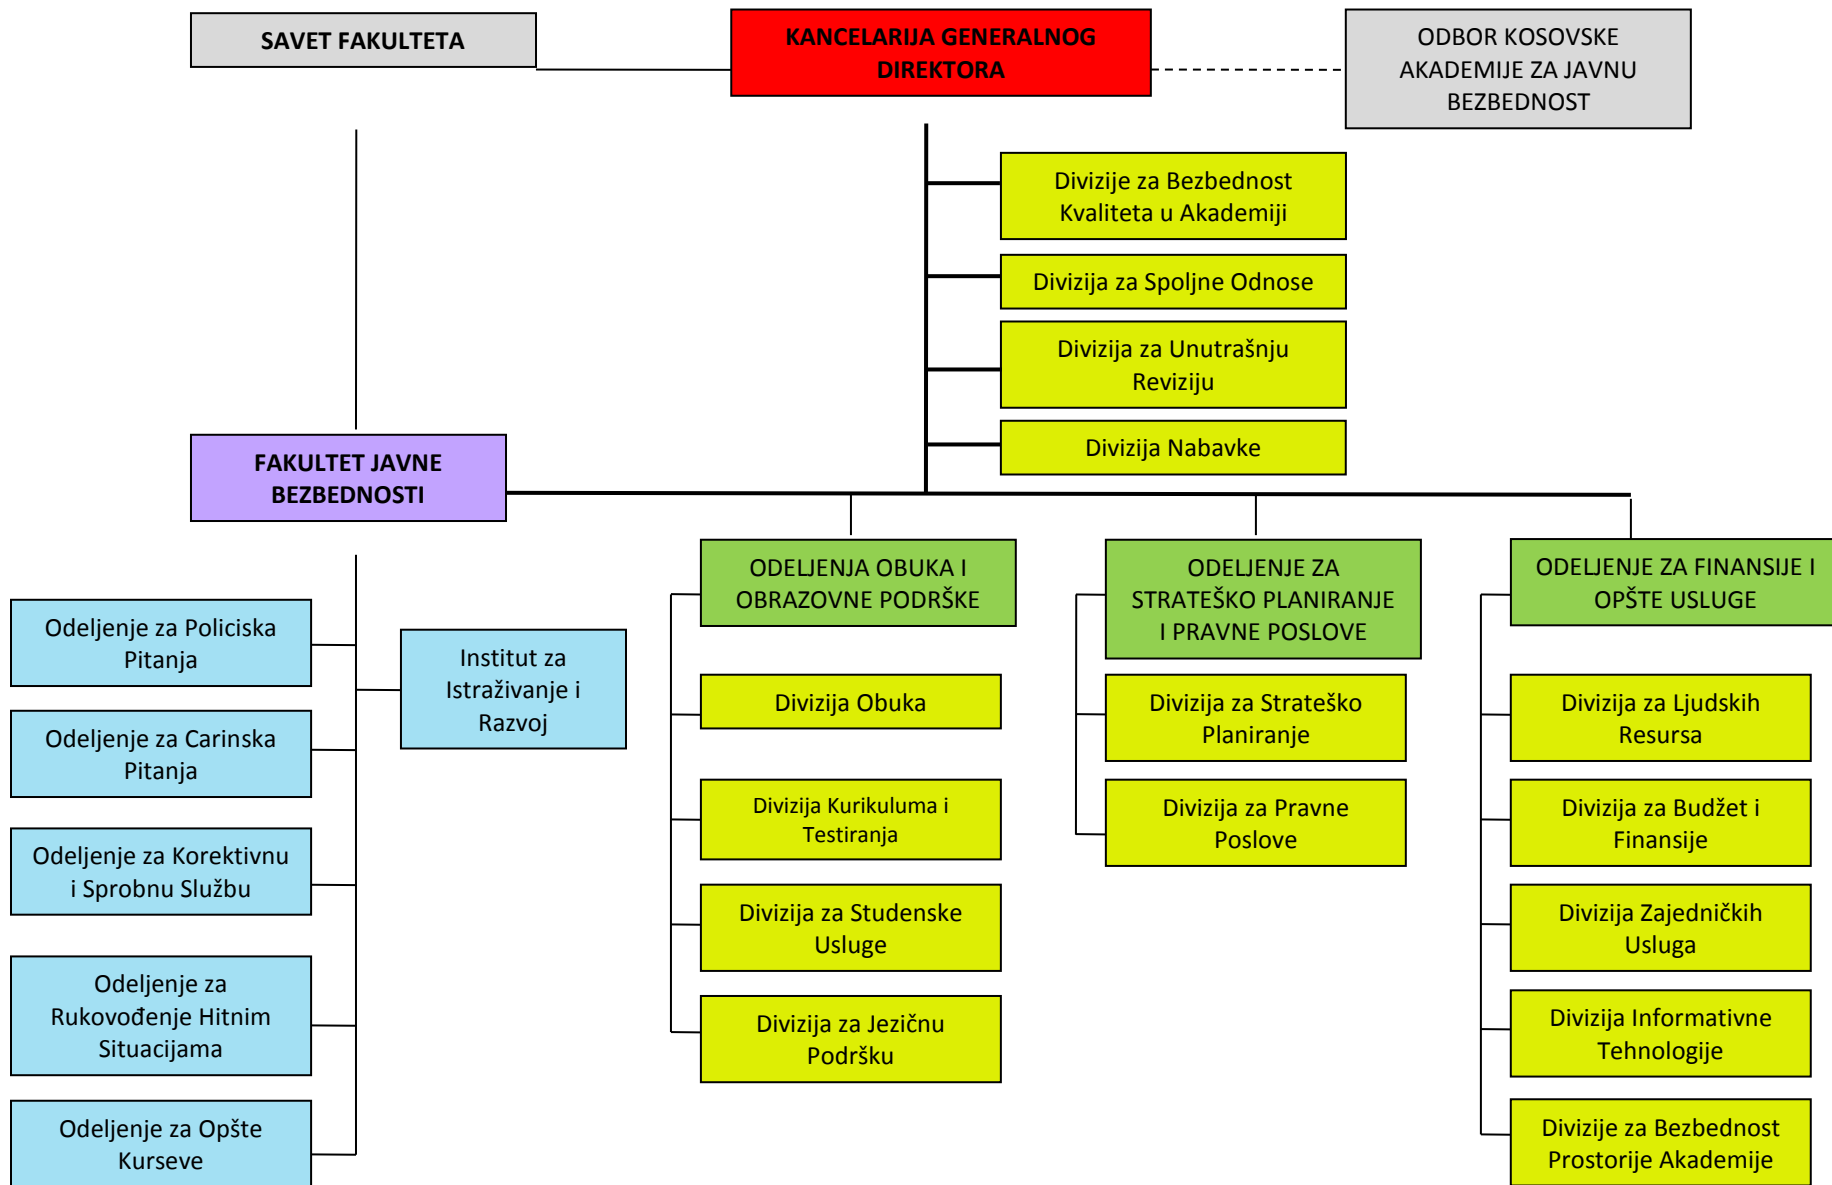 SAVET FAKULTETA
KANCELARIJA GENERALNOG
DIREKTORA
ODBOR KOSOVSKE
AKADEMIJE ZA JAVNU
BEZBEDNOST
Divizije za Bezbednost
Kvaliteta u Akademiji
Divizija za Spoljne Odnose
Divizija za Unutrašnju
Reviziju
Divizija Nabavke
FAKULTET JAVNE
BEZBEDNOSTI
Odeljenje za Policiska
Pitanja
Odeljenje za Carinska
Pitanja
Odeljenje za Korektivnu
i Sprobnu Službu
Odeljenje za
Rukovođenje Hitnim
Situacijama
Odeljenje za Opšte
Kurseve
Institut za
Istraživanje i
Razvoj
ODELJENJA OBUKA I
OBRAZOVNE PODRŠKE
Divizija Obuka
Divizija Kurikuluma i
Testiranja
Divizija za Studenske
Usluge
Divizija za Jezičnu
Podršku
ODELJENJE ZA
STRATEŠKO PLANIRANJE
I PRAVNE POSLOVE
Divizija za Strateško
Planiranje
Divizija za Pravne
Poslove
ODELJENJE ZA FINANSIJE I
OPŠTE USLUGE
Divizija za Ljudskih
Resursa
Divizija za Budžet i
Finansije
Divizija Zajedničkih
Usluga
Divizija Informativne
Tehnologije
Divizije za Bezbednost
Prostorije Akademije